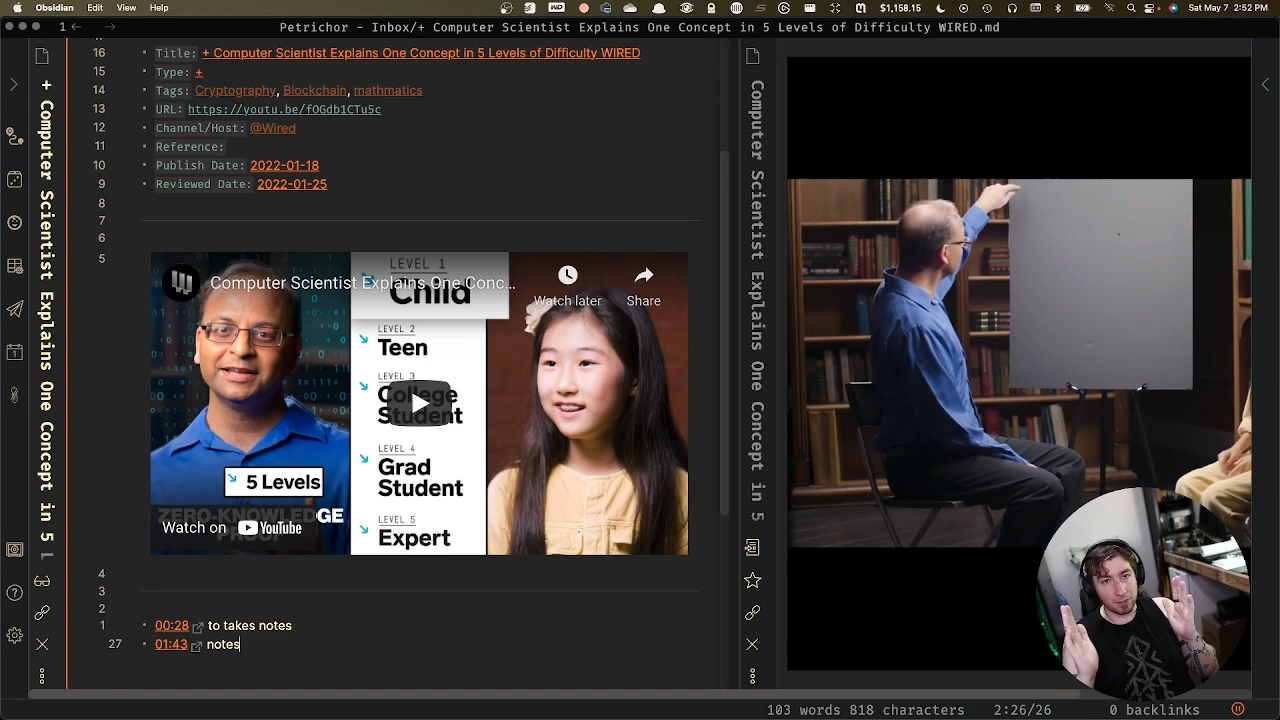 Obsidian File Edit View $1,158.15 Sat May 7 2:52 PM
1 ← → Petrichor - Inbox/+ Computer Scientist Explains One Concept in 5 Levels of Difficulty WIRED.md
+ Computer Scientist Explains One Concept in 5 L
16 • Title: + Computer Scientist Explains One Concept in 5 Levels of Difficulty WIRED
15 • Type: +
14 • Tags: Cryptography, Blockchain, mathmatics
13 • URL: https://youtu.be/fOGdb1CTu5c
12 • Channel/Host: @Wired
11 • Reference:
10 • Publish Date: 2022-01-18
9 • Reviewed Date: 2022-01-25
8
7
6
5
Computer Scientist Explains One Conc...
Watch later
Share
LEVEL 1
Child
LEVEL 2
Teen
LEVEL 3
College
Student
LEVEL 4
Grad
Student
LEVEL 5
Expert
5 Levels
ZERO-KNOWLEDGE
PROOF
Watch on YouTube
4
3
2
1 • 00:28 to takes notes
27 • 01:43 notes
Computer Scientist Explains One Concept in 5
103 words 818 characters 2:26/26 0 backlinks